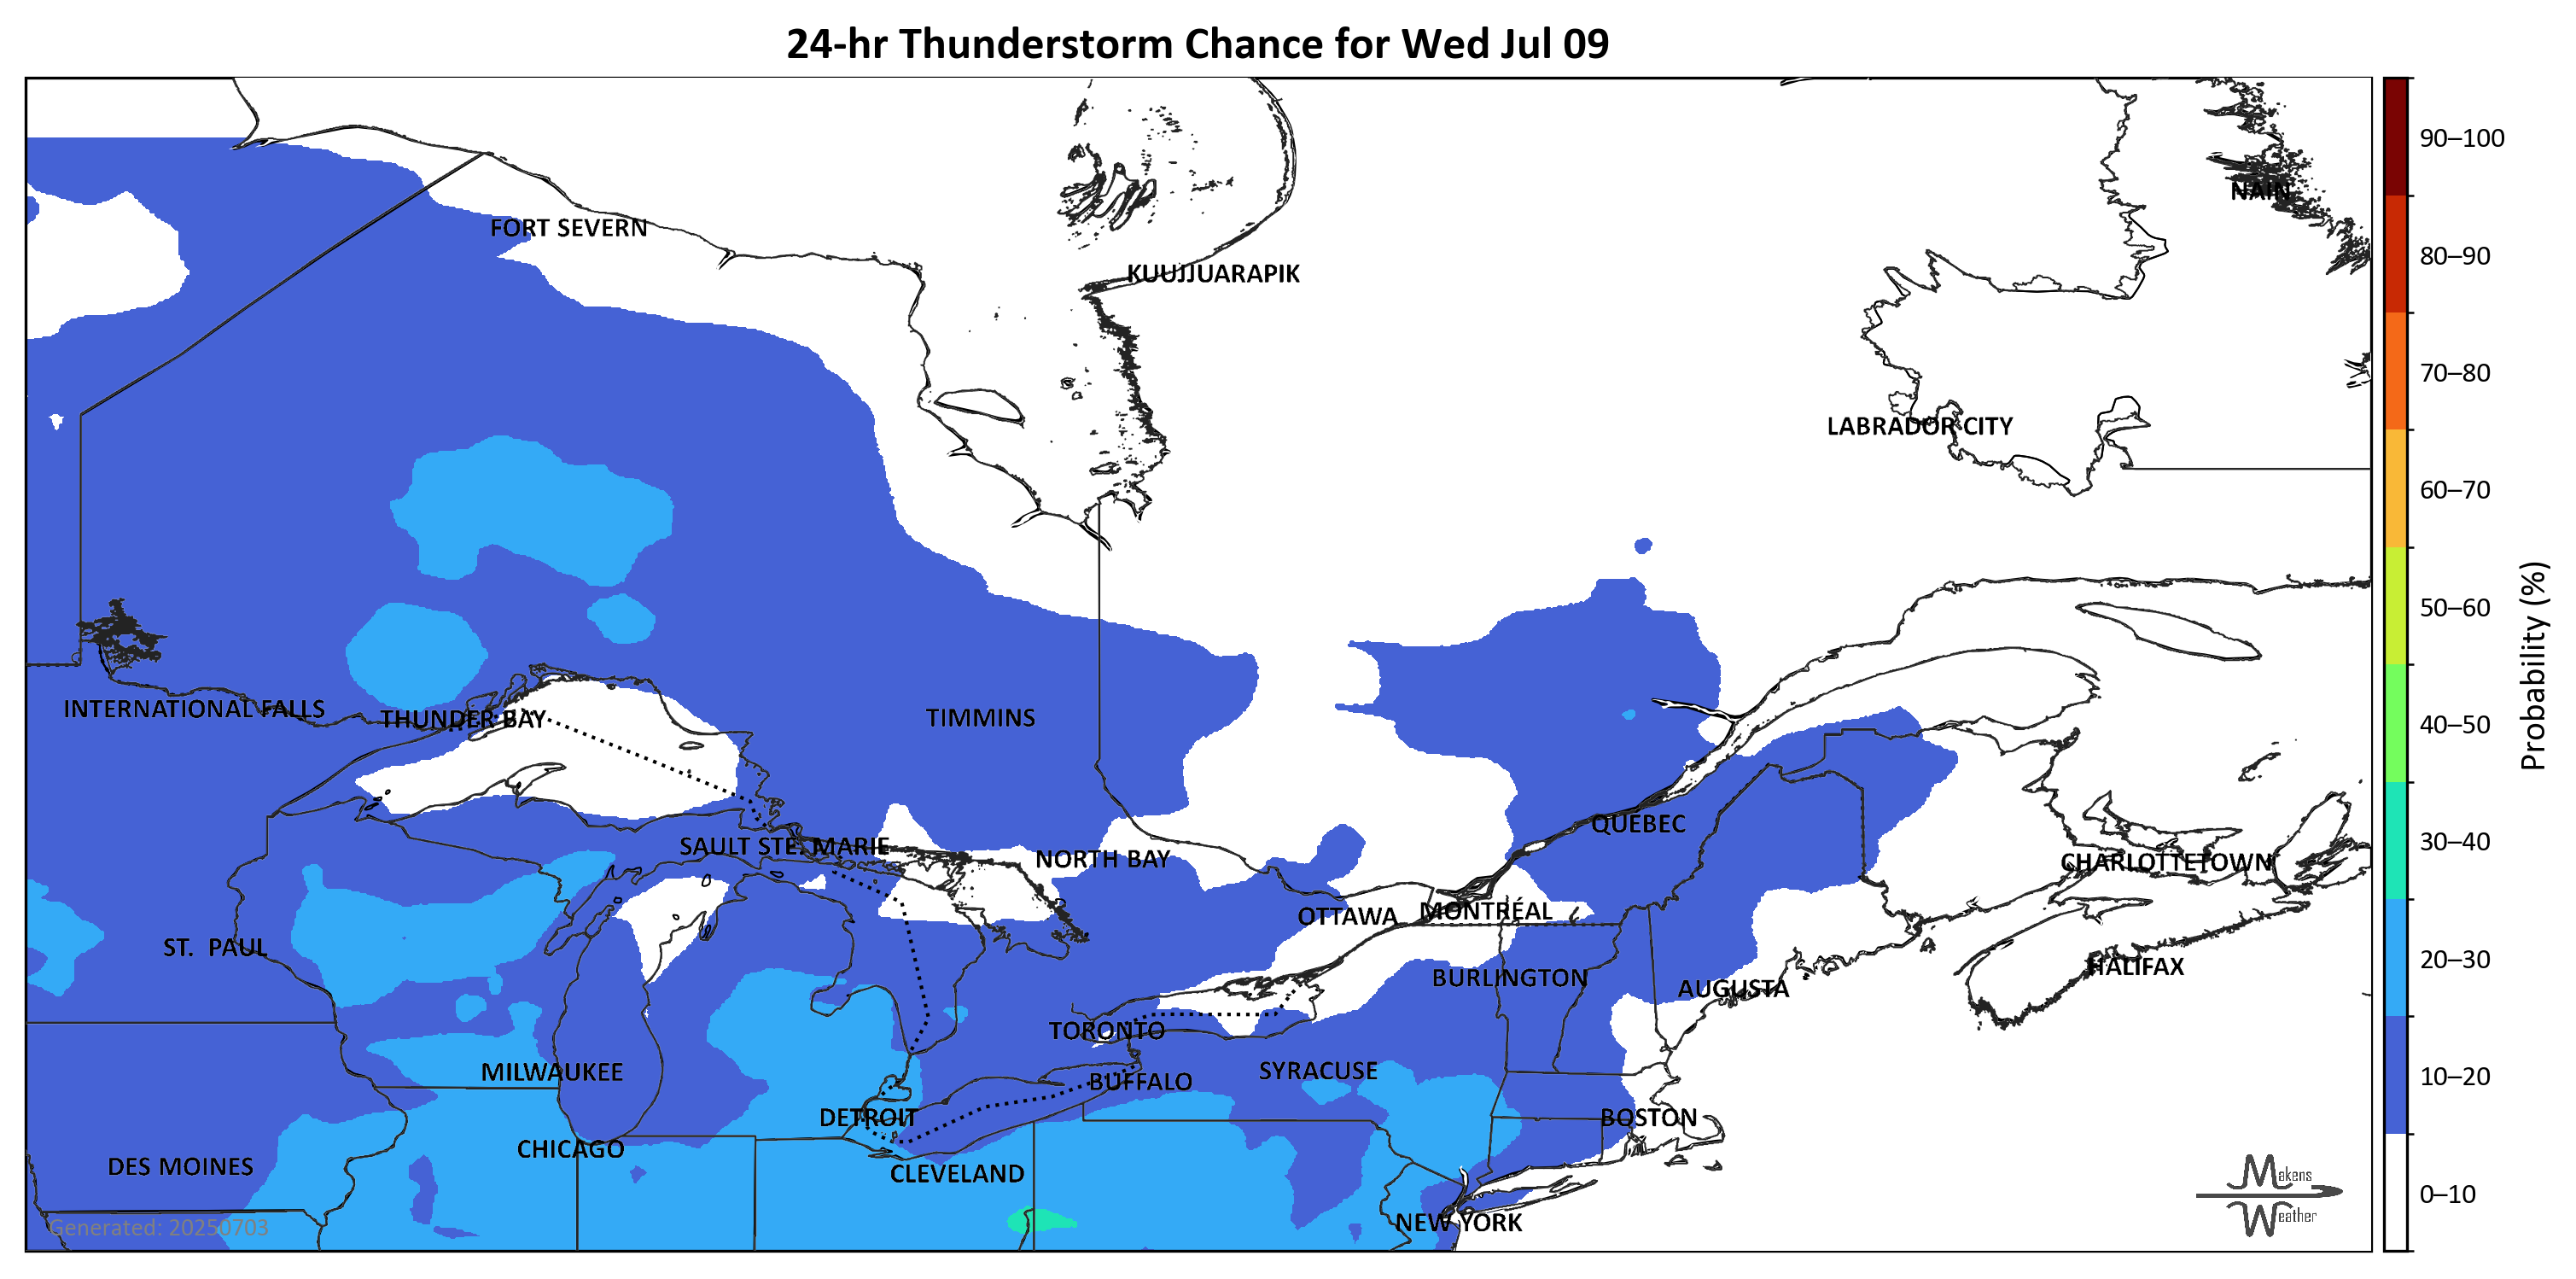 24-hr Thunderstorm Chance for Wed Jul 09
90–100
NAIN
FORT SEVERN
80–90
KUUJJUARAPIK
70–80
LABRADOR CITY
60–70
50–60
Probability (%)
INTERNATIONAL FALLS
THUNDER BAY
TIMMINS
40–50
QUEBEC
30–40
SAULT STE. MARIE
NORTH BAY
CHARLOTTETOWN
OTTAWA
MONTRÉAL
ST. PAUL
20–30
HALIFAX
BURLINGTON
AUGUSTA
TORONTO
MILWAUKEE
SYRACUSE
BUFFALO
10–20
DETROIT
BOSTON
CHICAGO
DES MOINES
CLEVELAND
Makens
Weather
0–10
NEW YORK
Generated: 20250703